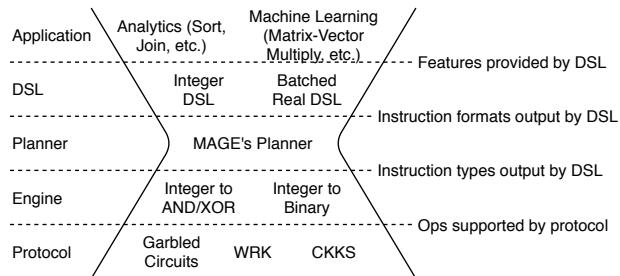 Application
Analytics (Sort,
Join, etc.)
Machine Learning
(Matrix-Vector
Multiply, etc.)
Features provided by DSL
DSL
Integer
DSL
Batched
Real DSL
Instruction formats output by DSL
Planner
MAGE's Planner
Instruction types output by DSL
Engine
Integer to
AND/XOR
Integer to
Binary
Ops supported by protocol
Protocol
Garbled
Circuits
WRK
CKKS